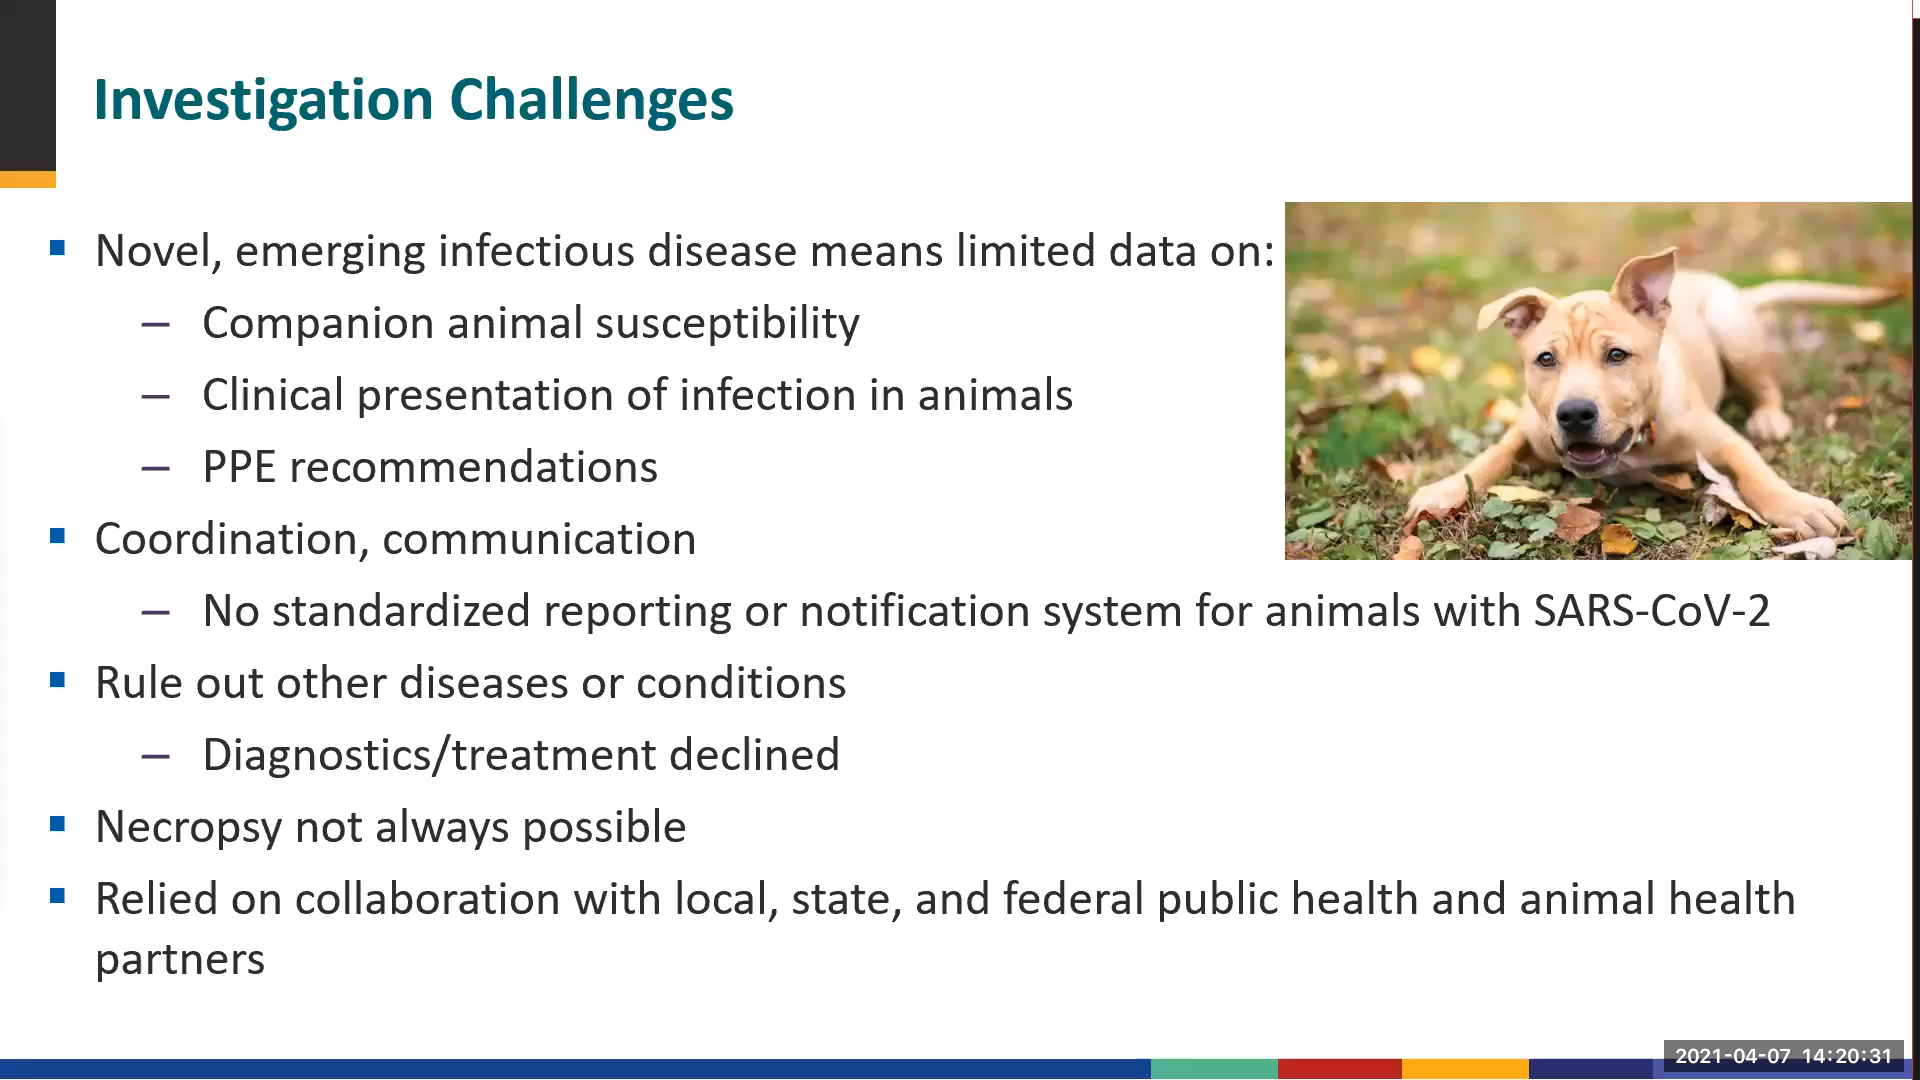 Investigation Challenges
▪ Novel, emerging infectious disease means limited data on:
– Companion animal susceptibility
– Clinical presentation of infection in animals
– PPE recommendations
▪ Coordination, communication
– No standardized reporting or notification system for animals with SARS-CoV-2
▪ Rule out other diseases or conditions
– Diagnostics/treatment declined
▪ Necropsy not always possible
▪ Relied on collaboration with local, state, and federal public health and animal health
partners
2021-04-07 14:20:31